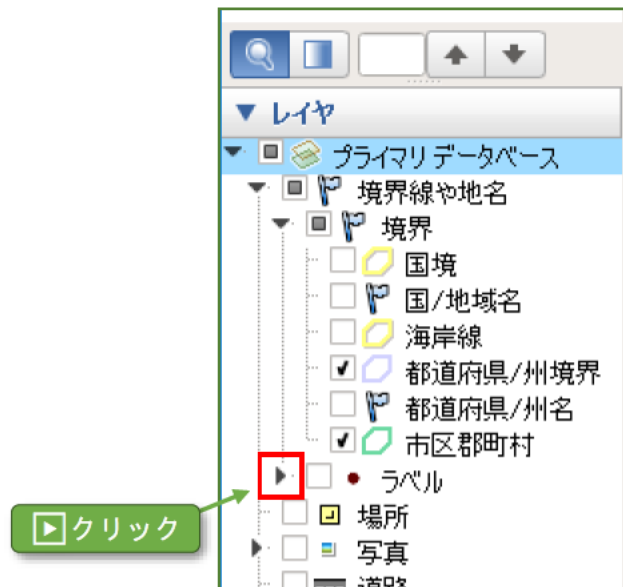 レイヤ
プライマリ データベース
境界線や地名
境界
国境
国/地域名
海岸線
都道府県/州境界
都道府県/州名
市区郡町村
ラベル
クリック
場所
写真
道路